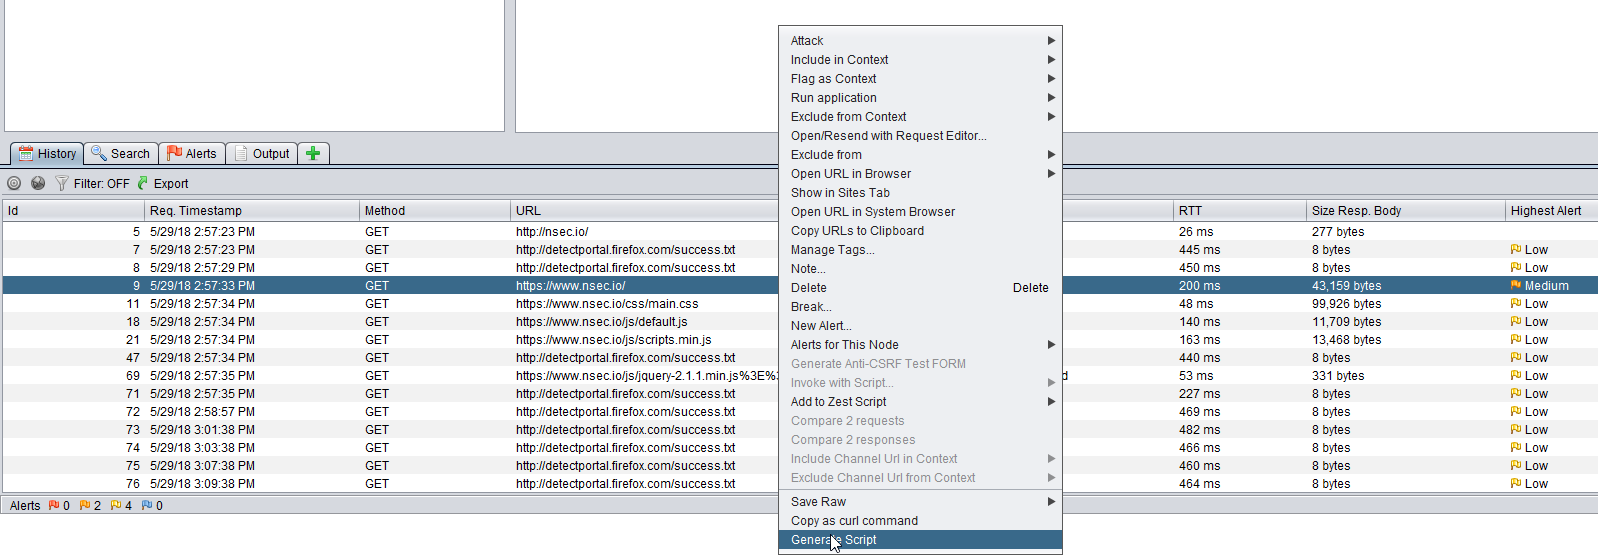 History Search Alerts Output
Filter: OFF Export
Id Req. Timestamp Method URL RTT Size Resp. Body Highest Alert
5 5/29/18 2:57:23 PM GET http://nsec.io/ 26 ms 277 bytes
7 5/29/18 2:57:23 PM GET http://detectportal.firefox.com/success.txt 445 ms 8 bytes Low
8 5/29/18 2:57:29 PM GET http://detectportal.firefox.com/success.txt 450 ms 8 bytes Low
9 5/29/18 2:57:33 PM GET https://www.nsec.io/ 200 ms 43,159 bytes Medium
11 5/29/18 2:57:34 PM GET https://www.nsec.io/css/main.css 48 ms 99,926 bytes Low
18 5/29/18 2:57:34 PM GET https://www.nsec.io/js/default.js 140 ms 11,709 bytes Low
21 5/29/18 2:57:34 PM GET https://www.nsec.io/js/scripts.min.js 163 ms 13,468 bytes Low
47 5/29/18 2:57:34 PM GET http://detectportal.firefox.com/success.txt 440 ms 8 bytes Low
69 5/29/18 2:57:35 PM GET https://www.nsec.io/js/jquery-2.1.1.min.js%3E%3 d 53 ms 331 bytes Low
71 5/29/18 2:57:35 PM GET http://detectportal.firefox.com/success.txt 227 ms 8 bytes Low
72 5/29/18 2:58:57 PM GET http://detectportal.firefox.com/success.txt 469 ms 8 bytes Low
73 5/29/18 3:01:38 PM GET http://detectportal.firefox.com/success.txt 482 ms 8 bytes Low
74 5/29/18 3:03:38 PM GET http://detectportal.firefox.com/success.txt 466 ms 8 bytes Low
75 5/29/18 3:07:38 PM GET http://detectportal.firefox.com/success.txt 460 ms 8 bytes Low
76 5/29/18 3:09:38 PM GET http://detectportal.firefox.com/success.txt 464 ms 8 bytes Low
Alerts 0 2 4 0
Attack
Include in Context
Flag as Context
Run application
Exclude from Context
Open/Resend with Request Editor...
Exclude from
Open URL in Browser
Show in Sites Tab
Open URL in System Browser
Copy URLs to Clipboard
Manage Tags...
Note...
Delete Delete
Break...
New Alert...
Alerts for This Node
Generate Anti-CSRF Test FORM
Invoke with Script...
Add to Zest Script
Compare 2 requests
Compare 2 responses
Include Channel Url in Context
Exclude Channel Url from Context
Save Raw
Copy as curl command
Generate Script